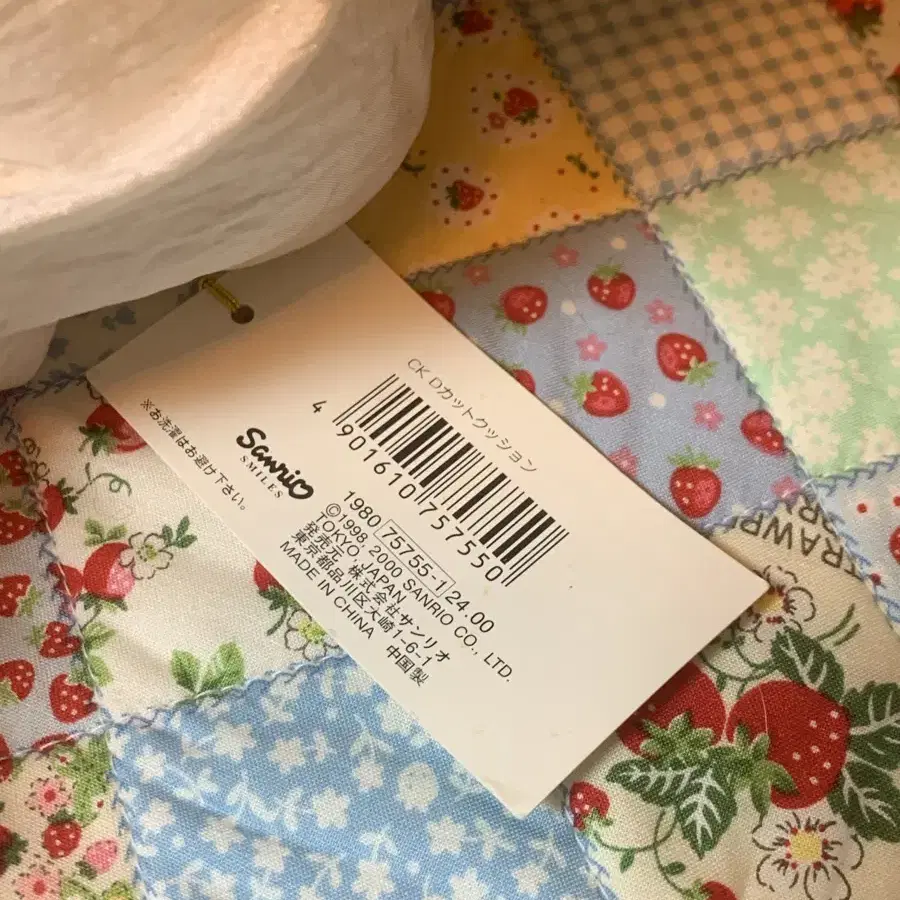 CK Dカットクッション
4 901610 757550
※お洗濯はお避け下さい。
Sanrio
SMILES
1980 75755-1 24.00
©1998, 2000 SANRIO CO., LTD.
TOKYO, JAPAN
発売元 株式会社サンリオ
東京都品川区大崎1-6-1
MADE IN CHINA 中国製